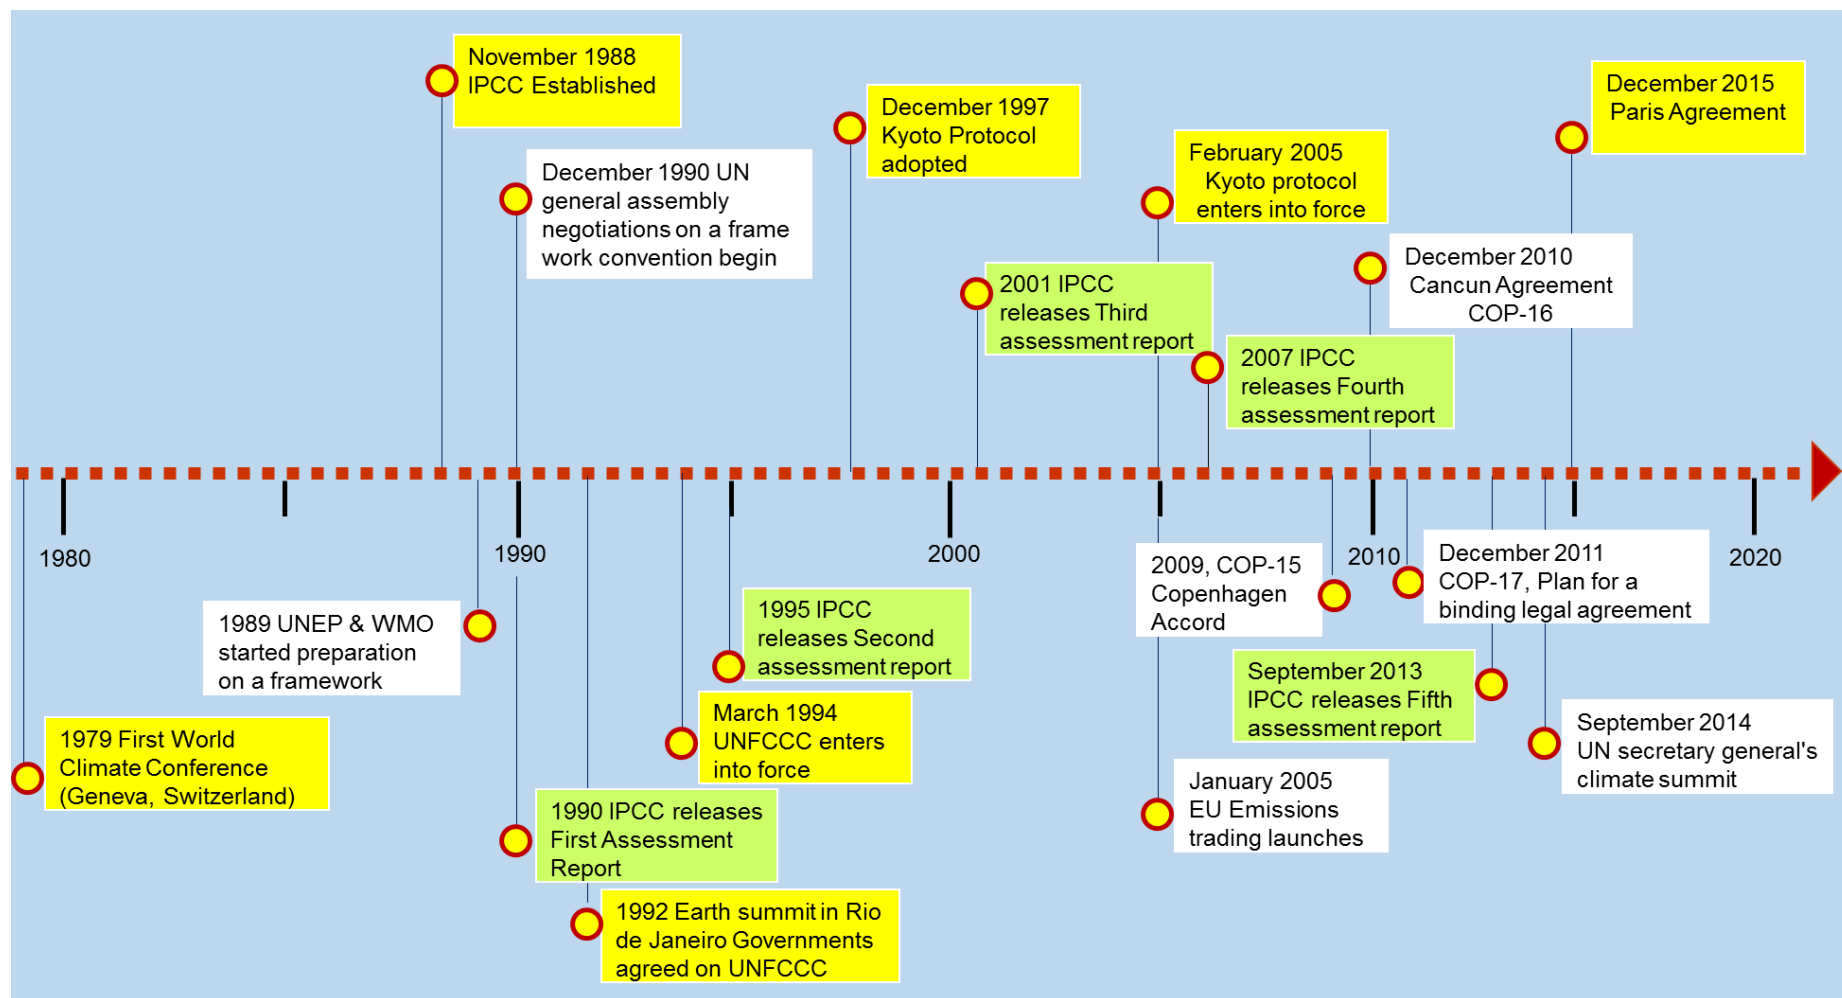 November 1988
IPCC Established
December 1990 UN
general assembly
negotiations on a frame
work convention begin
December 1997
Kyoto Protocol
adopted
February 2005
Kyoto protocol
enters into force
December 2015
Paris Agreement
2001 IPCC
releases Third
assessment report
December 2010
Cancun Agreement
COP-16
2007 IPCC
releases Fourth
assessment report
1980
1990
2000
2010
2020
1989 UNEP & WMO
started preparation
on a framework
1979 First World
Climate Conference
(Geneva, Switzerland)
1995 IPCC
releases Second
assessment report
March 1994
UNFCCC enters
into force
1990 IPCC releases
First Assessment
Report
1992 Earth summit in Rio
de Janeiro Governments
agreed on UNFCCC
2009, COP-15
Copenhagen
Accord
December 2011
COP-17, Plan for a
binding legal agreement
September 2013
IPCC releases Fifth
assessment report
September 2014
UN secretary general's
climate summit
January 2005
EU Emissions
trading launches